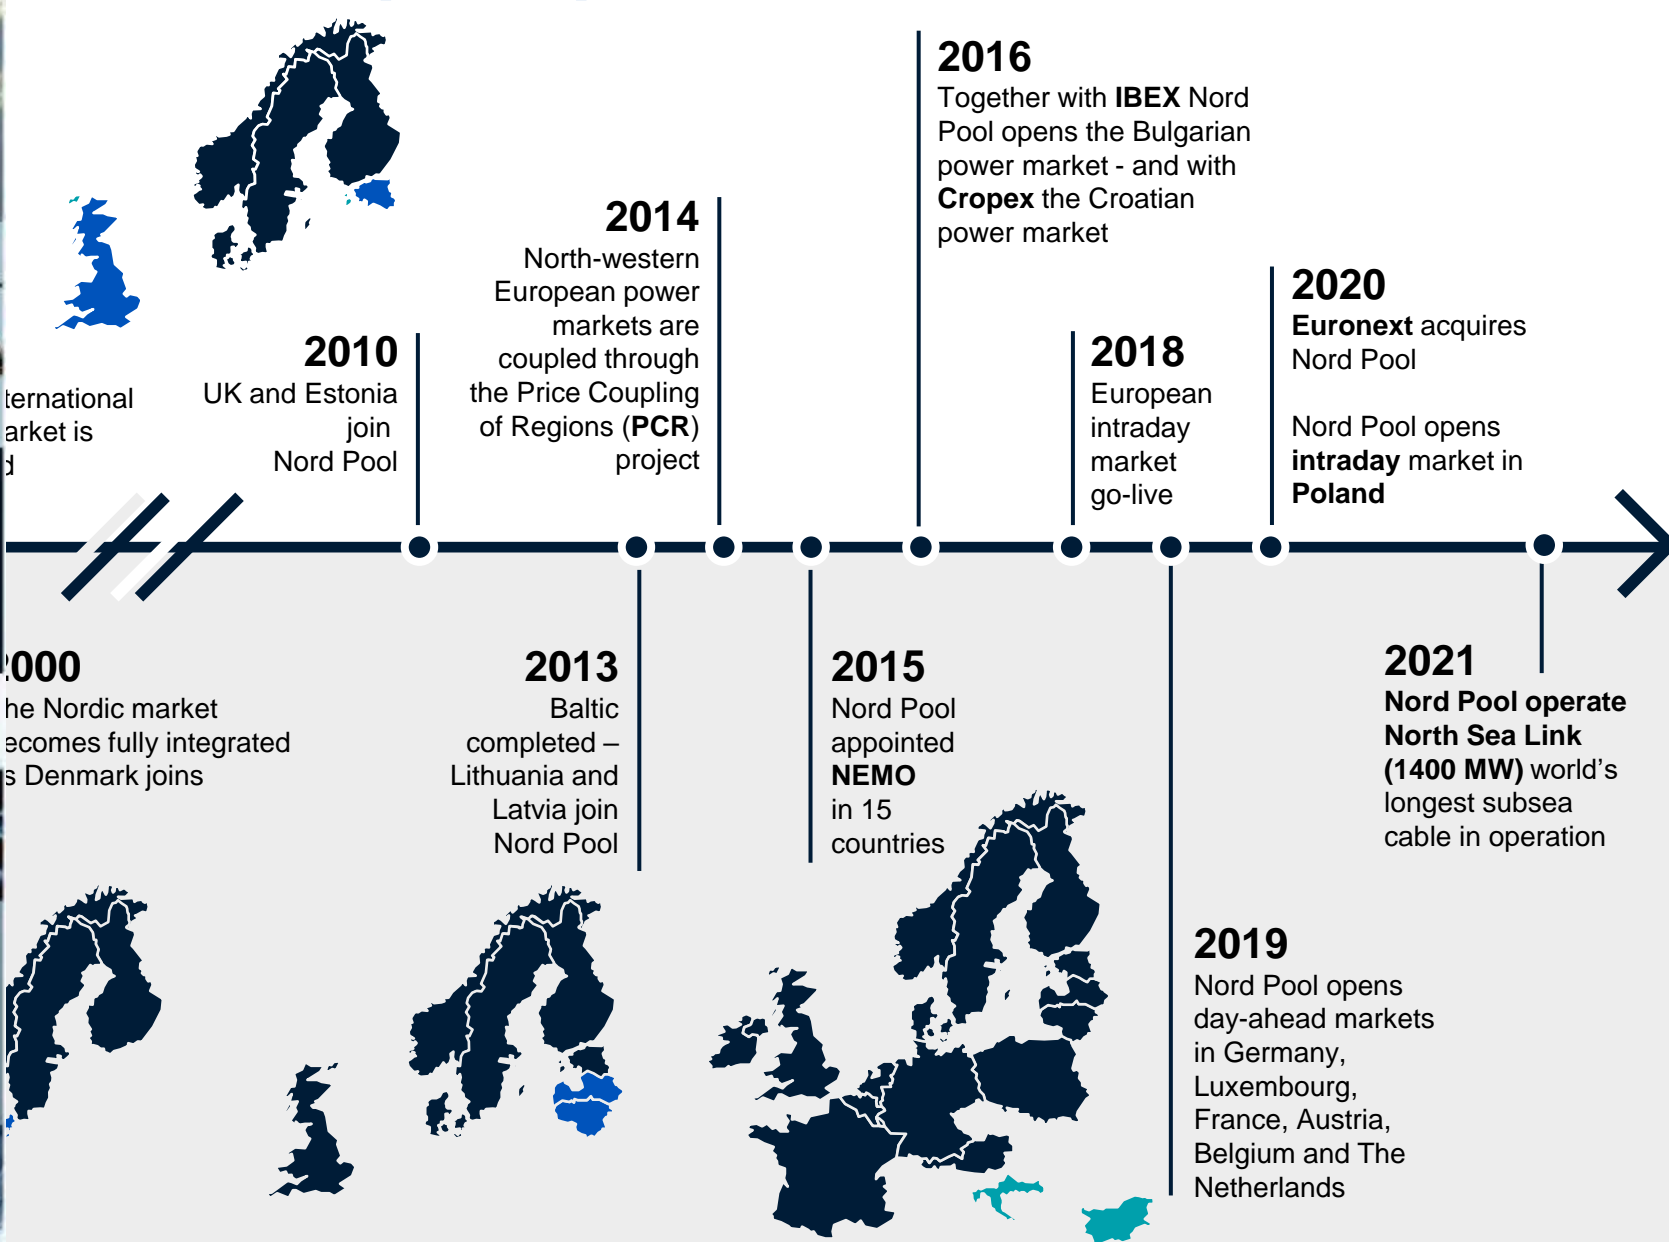 2016
Together with IBEX Nord
Pool opens the Bulgarian
power market - and with
Cropex the Croatian
power market
2014
North-western
European power
markets are
coupled through
the Price Coupling
of Regions (PCR)
project
2020
Euronext acquires
Nord Pool
Nord Pool opens
intraday market in
Poland
2010
UK and Estonia
join
Nord Pool
2018
European
intraday
market
go-live
ternational
arket is
d
2000
he Nordic market
ecomes fully integrated
s Denmark joins
2013
Baltic
completed –
Lithuania and
Latvia join
Nord Pool
2015
Nord Pool
appointed
NEMO
in 15
countries
2021
Nord Pool operate
North Sea Link
(1400 MW) world's
longest subsea
cable in operation
2019
Nord Pool opens
day-ahead markets
in Germany,
Luxembourg,
France, Austria,
Belgium and The
Netherlands